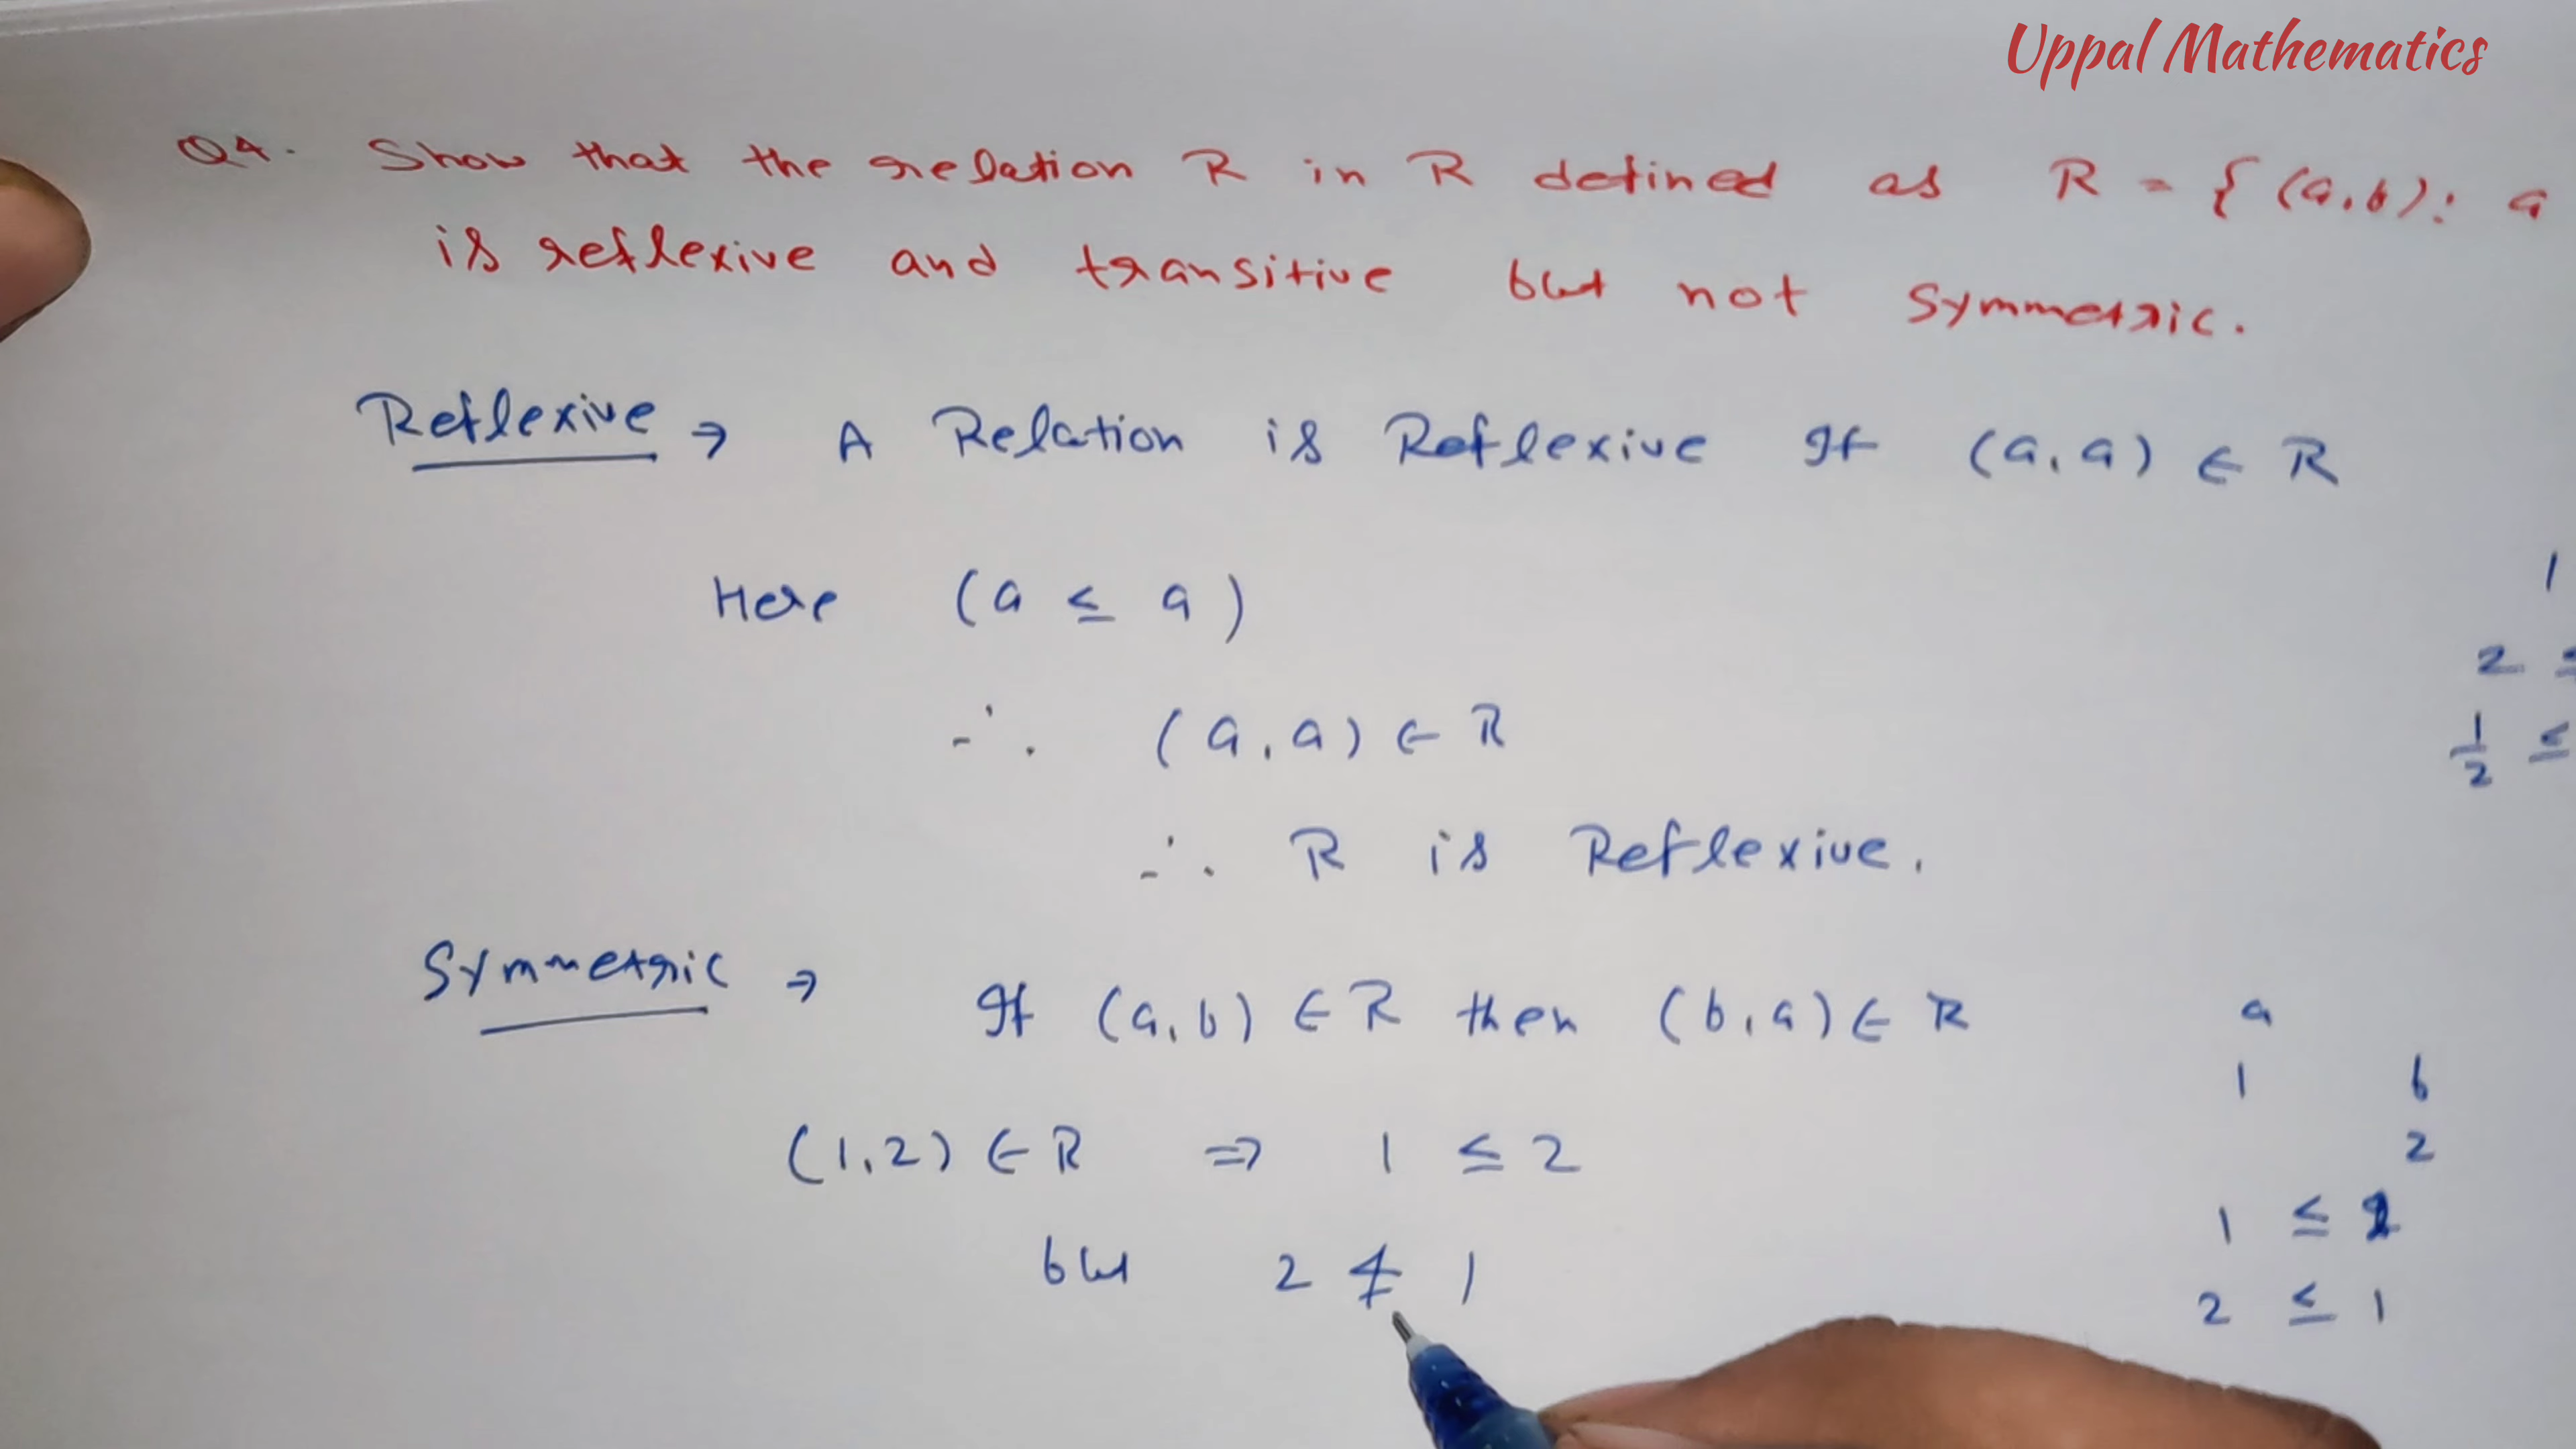 Uppal Mathematics
Q4. Show that the relation R in R defined as R = { (a,b): a
is reflexive and transitive but not symmetric.
Reflexive → A Relation is Reflexive If (a,a) ∈ R
Here (a ≤ a)
∴ (a,a) ∈ R
∴ R is Reflexive.
1
2 ≤
1/2 ≤
Symmetric → If (a,b) ∈ R then (b,a) ∈ R
(1,2) ∈ R ⇒ 1 ≤ 2
but 2 ≰ 1
a
1 b
2
1 ≤ 2
2 ≤ 1